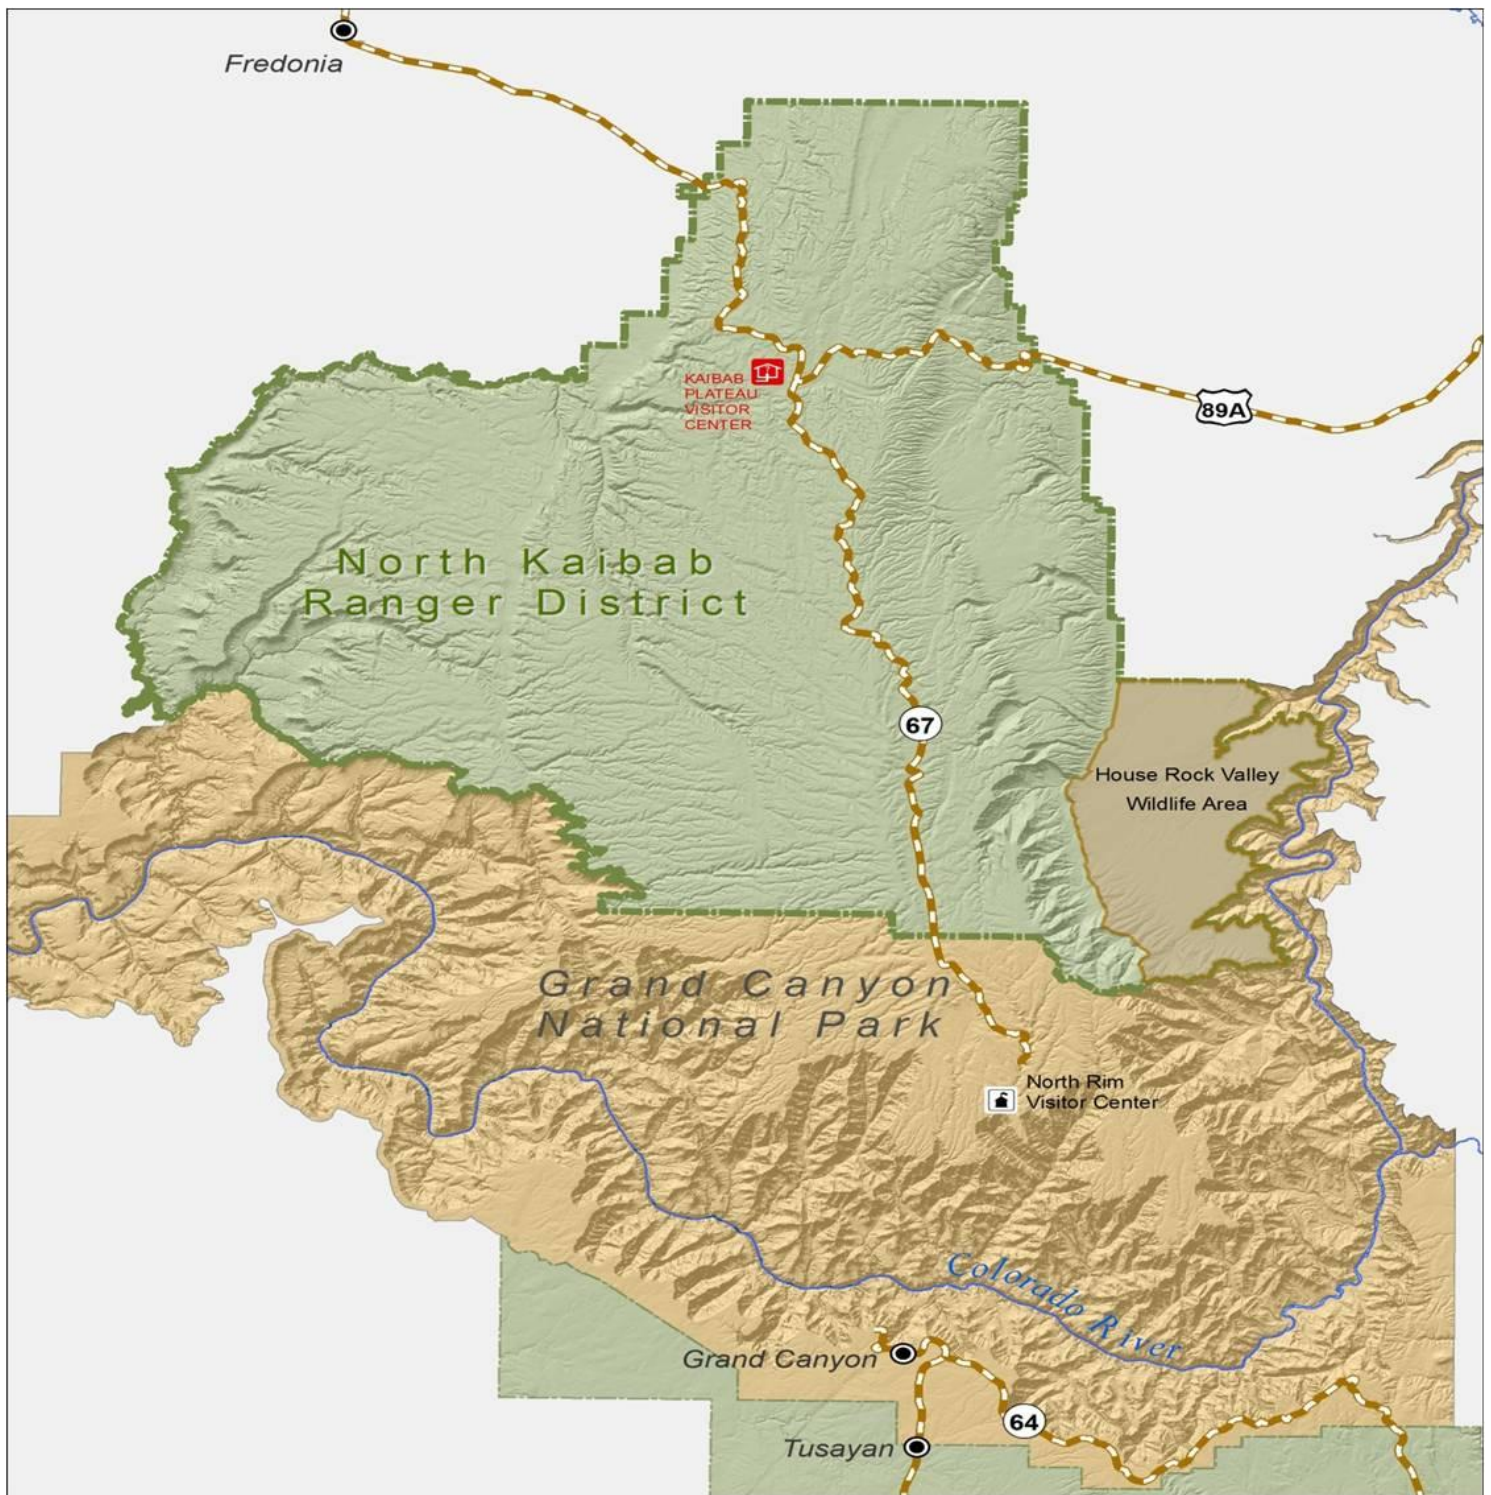 Fredonia
KAIBAB
PLATEAU
VISITOR
CENTER
89A
North Kaibab
Ranger District
67
House Rock Valley
Wildlife Area
Grand Canyon
National Park
North Rim
Visitor Center
Colorado River
Grand Canyon
64
Tusayan